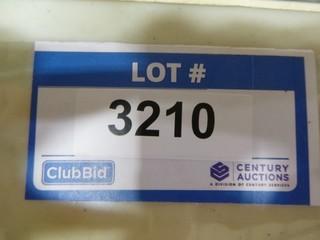 LOT #
3210
ClubBid
CENTURY
AUCTIONS
A DIVISION OF CENTURY SERVICES